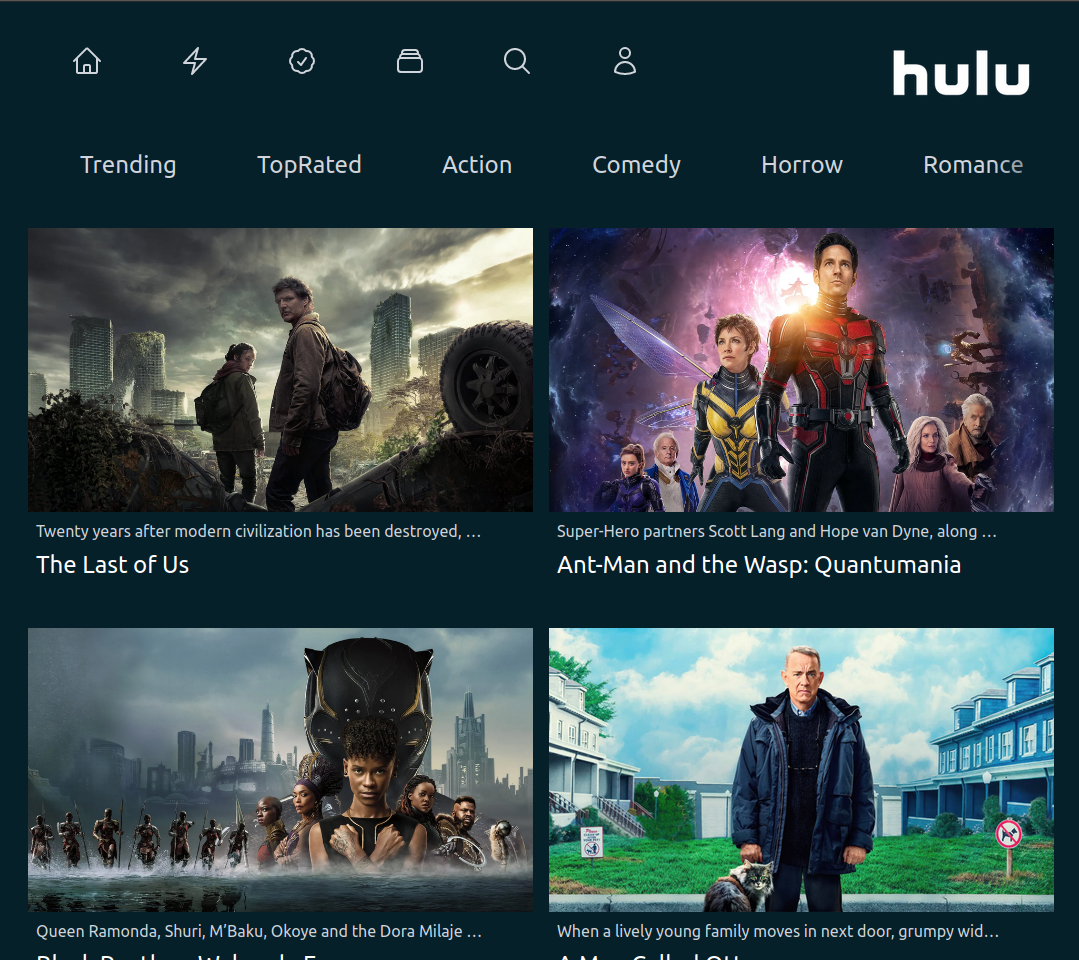 hulu
Trending TopRated Action Comedy Horrow Romance
Twenty years after modern civilization has been destroyed, ...
The Last of Us
Super-Hero partners Scott Lang and Hope van Dyne, along ...
Ant-Man and the Wasp: Quantumania
Queen Ramonda, Shuri, M’Baku, Okoye and the Dora Milaje ...
When a lively young family moves in next door, grumpy wid...
A Man Called